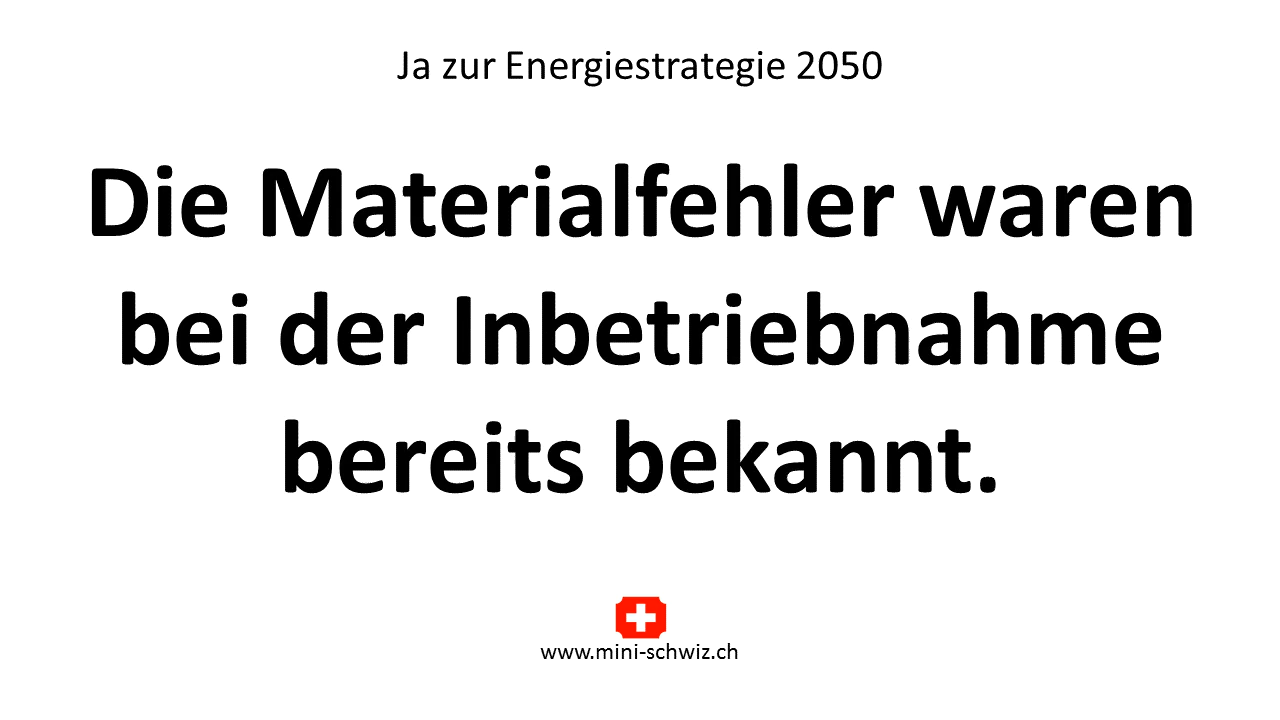 Ja zur Energiestrategie 2050
Die Materialfehler waren
bei der Inbetriebnahme
bereits bekannt.
www.mini-schwiz.ch